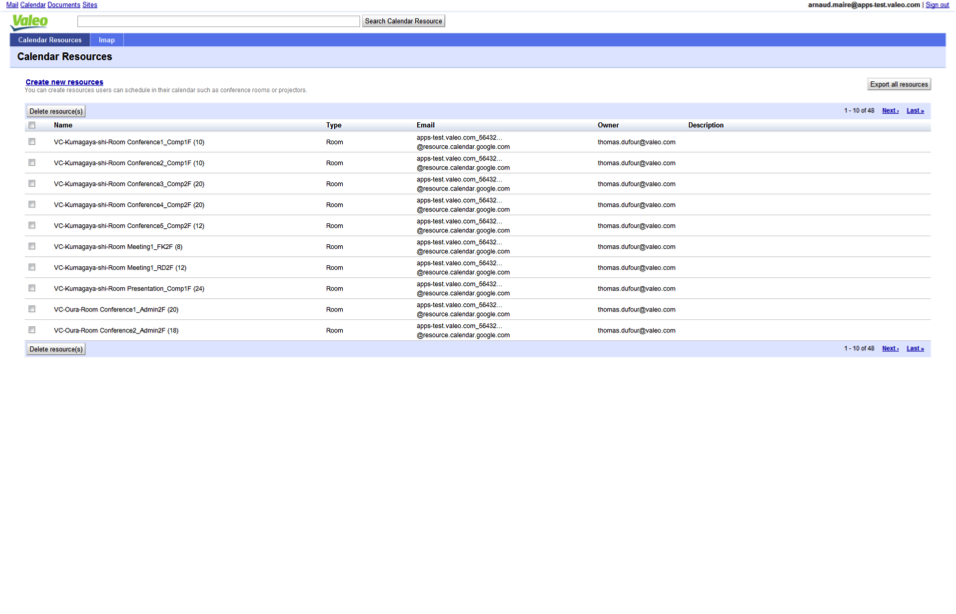 Mail Calendar Documents Sites
arnaud.maire@apps-test.valeo.com | Sign out
Valeo
Search Calendar Resource
Calendar Resources Imap
Calendar Resources
Create new resources
You can create resources users can schedule in their calendar such as conference rooms or projectors.
Export all resources
Delete resource(s) 1 - 10 of 48 Next › Last »
Name Type Email Owner Description
VC-Kumagaya-shi-Room Conference1_Comp1F (10) Room apps-test.valeo.com_56432... thomas.dufour@valeo.com
@resource.calendar.google.com
VC-Kumagaya-shi-Room Conference2_Comp1F (10) Room apps-test.valeo.com_56432... thomas.dufour@valeo.com
@resource.calendar.google.com
VC-Kumagaya-shi-Room Conference3_Comp2F (20) Room apps-test.valeo.com_56432... thomas.dufour@valeo.com
@resource.calendar.google.com
VC-Kumagaya-shi-Room Conference4_Comp2F (20) Room apps-test.valeo.com_56432... thomas.dufour@valeo.com
@resource.calendar.google.com
VC-Kumagaya-shi-Room Conference5_Comp2F (12) Room apps-test.valeo.com_56432... thomas.dufour@valeo.com
@resource.calendar.google.com
VC-Kumagaya-shi-Room Meeting1_FK2F (8) Room apps-test.valeo.com_56432... thomas.dufour@valeo.com
@resource.calendar.google.com
VC-Kumagaya-shi-Room Meeting1_RD2F (12) Room apps-test.valeo.com_56432... thomas.dufour@valeo.com
@resource.calendar.google.com
VC-Kumagaya-shi-Room Presentation_Comp1F (24) Room apps-test.valeo.com_56432... thomas.dufour@valeo.com
@resource.calendar.google.com
VC-Oura-Room Conference1_Admin2F (20) Room apps-test.valeo.com_56432... thomas.dufour@valeo.com
@resource.calendar.google.com
VC-Oura-Room Conference2_Admin2F (18) Room apps-test.valeo.com_56432... thomas.dufour@valeo.com
@resource.calendar.google.com
Delete resource(s) 1 - 10 of 48 Next › Last »